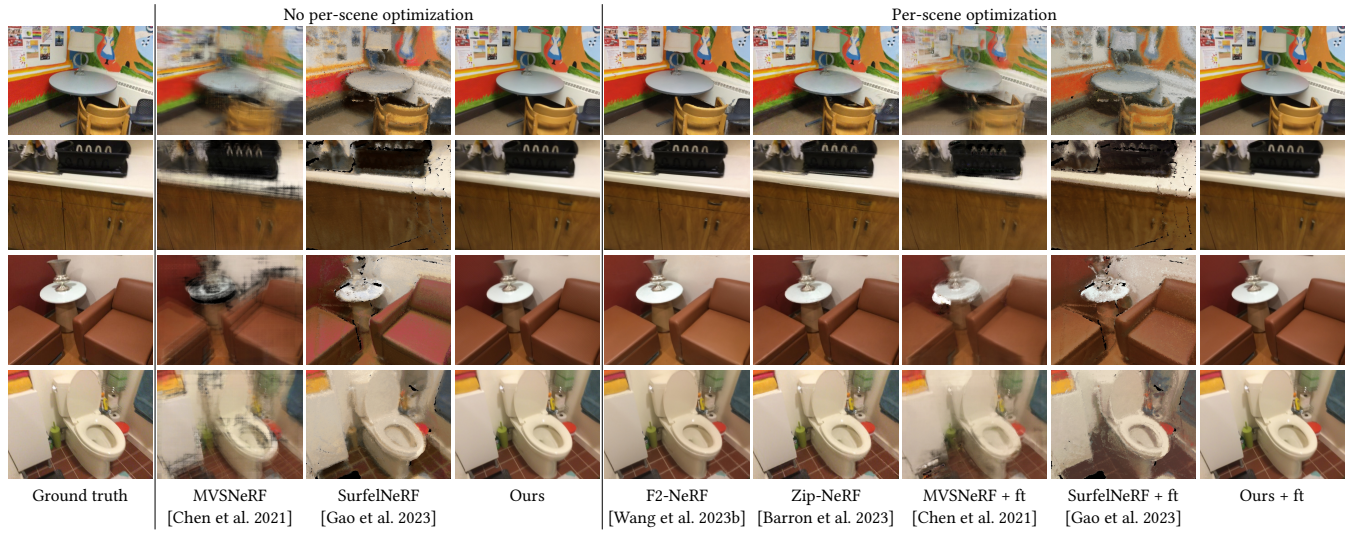 No per-scene optimization
Per-scene optimization
Ground truth
MVSNeRF
[Chen et al. 2021]
SurfelNeRF
[Gao et al. 2023]
Ours
F2-NeRF
[Wang et al. 2023b]
Zip-NeRF
[Barron et al. 2023]
MVSNeRF + ft
[Chen et al. 2021]
SurfelNeRF + ft
[Gao et al. 2023]
Ours + ft